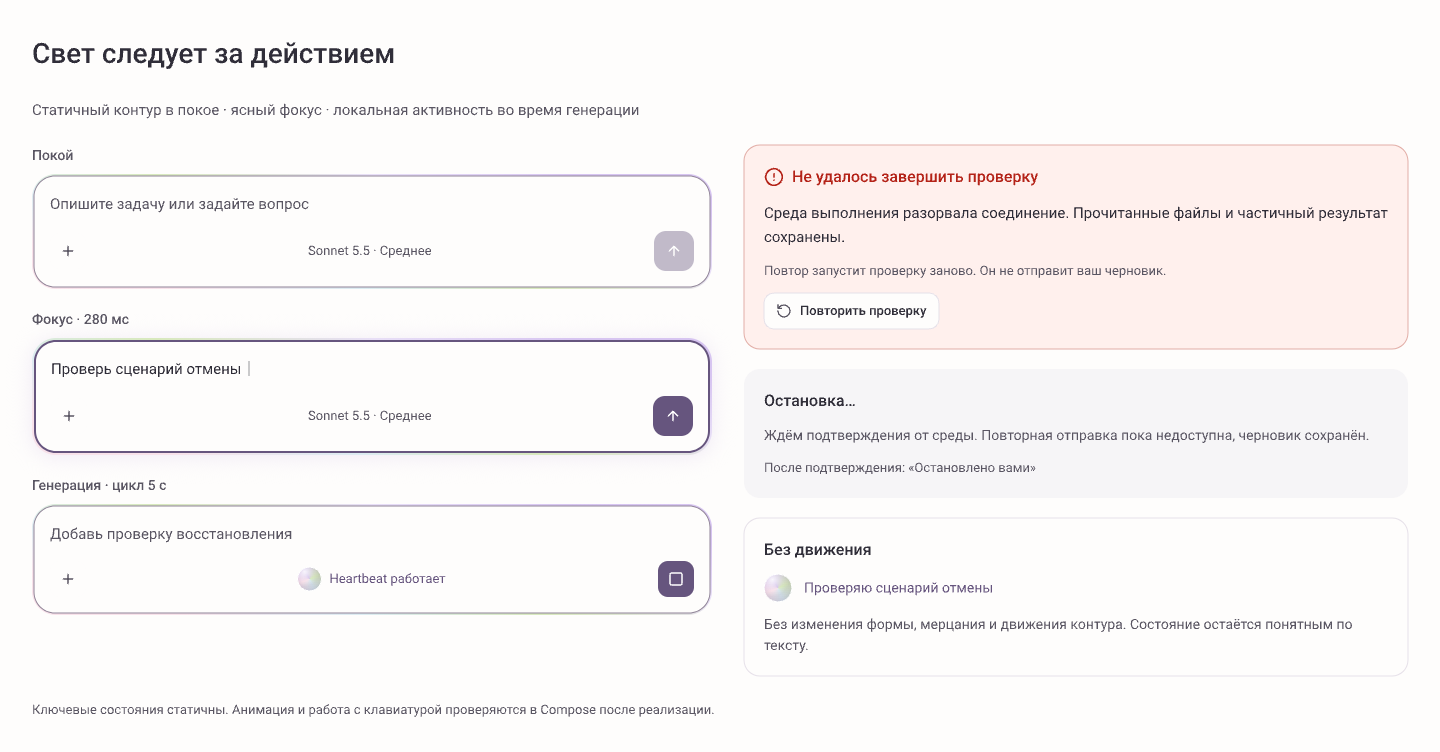 Свет следует за действием
Статичный контур в покое · ясный фокус · локальная активность во время генерации
Покой
Опишите задачу или задайте вопрос
Sonnet 5.5 · Среднее
Фокус · 280 мс
Проверь сценарий отмены
Sonnet 5.5 · Среднее
Генерация · цикл 5 с
Добавь проверку восстановления
Heartbeat работает
Не удалось завершить проверку
Среда выполнения разорвала соединение. Прочитанные файлы и частичный результат
сохранены.
Повтор запустит проверку заново. Он не отправит ваш черновик.
Повторить проверку
Остановка…
Ждём подтверждения от среды. Повторная отправка пока недоступна, черновик сохранён.
После подтверждения: «Остановлено вами»
Без движения
Проверяю сценарий отмены
Без изменения формы, мерцания и движения контура. Состояние остаётся понятным по
тексту.
Ключевые состояния статичны. Анимация и работа с клавиатурой проверяются в Compose после реализации.